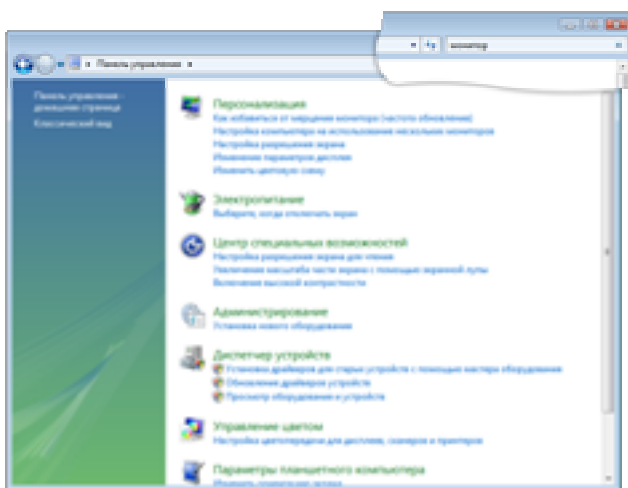 монитор
Панель управления
Панель управления -
домашняя страница
Классический вид
Персонализация
Как избавиться от мерцания монитора (частота обновления)
Настройка компьютера на использование нескольких мониторов
Настройка разрешения экрана
Изменение параметров дисплея
Изменить цветовую схему
Электропитание
Выберите, когда отключать экран
Центр специальных возможностей
Настройка разрешения экрана для чтения
Увеличение масштаба части экрана с помощью экранной лупы
Включение высокой контрастности
Администрирование
Установка нового оборудования
Диспетчер устройств
Установка драйверов для старых устройств с помощью мастера оборудования
Обновление драйверов устройств
Просмотр оборудования и устройств
Управление цветом
Настройка цветопередачи для дисплеев, сканеров и принтеров
Параметры планшетного компьютера